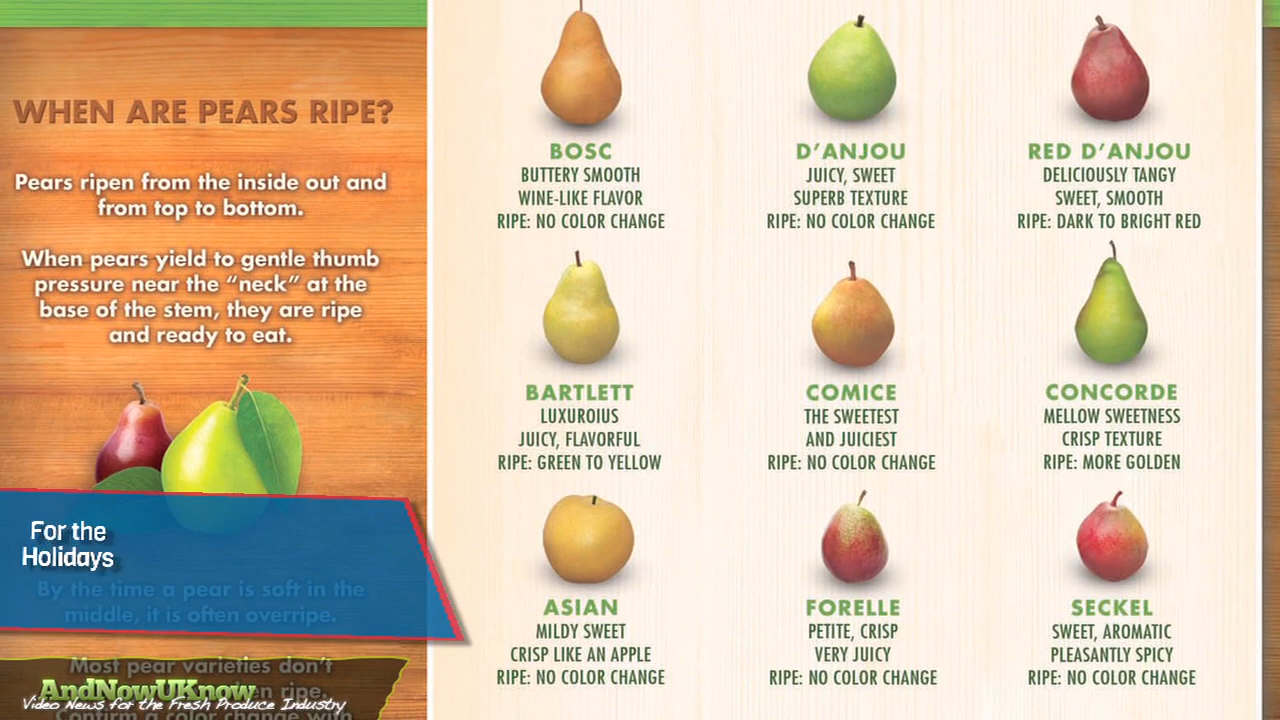 WHEN ARE PEARS RIPE?
Pears ripen from the inside out and
from top to bottom.
When pears yield to gentle thumb
pressure near the “neck” at the
base of the stem, they are ripe
and ready to eat.
For the
Holidays
By the time a pear is soft in the
middle, it is often overripe.
Most pear varieties don’t
ripe.
Confirm a color change with
AndNowUKnow
Video News for the Fresh Produce Industry
BOSC
BUTTERY SMOOTH
WINE-LIKE FLAVOR
RIPE: NO COLOR CHANGE
D’ANJOU
JUICY, SWEET
SUPERB TEXTURE
RIPE: NO COLOR CHANGE
RED D’ANJOU
DELICIOUSLY TANGY
SWEET, SMOOTH
RIPE: DARK TO BRIGHT RED
BARTLETT
LUXUROIUS
JUICY, FLAVORFUL
RIPE: GREEN TO YELLOW
COMICE
THE SWEETEST
AND JUICIEST
RIPE: NO COLOR CHANGE
CONCORDE
MELLOW SWEETNESS
CRISP TEXTURE
RIPE: MORE GOLDEN
ASIAN
MILDY SWEET
CRISP LIKE AN APPLE
RIPE: NO COLOR CHANGE
FORELLE
PETITE, CRISP
VERY JUICY
RIPE: NO COLOR CHANGE
SECKEL
SWEET, AROMATIC
PLEASANTLY SPICY
RIPE: NO COLOR CHANGE